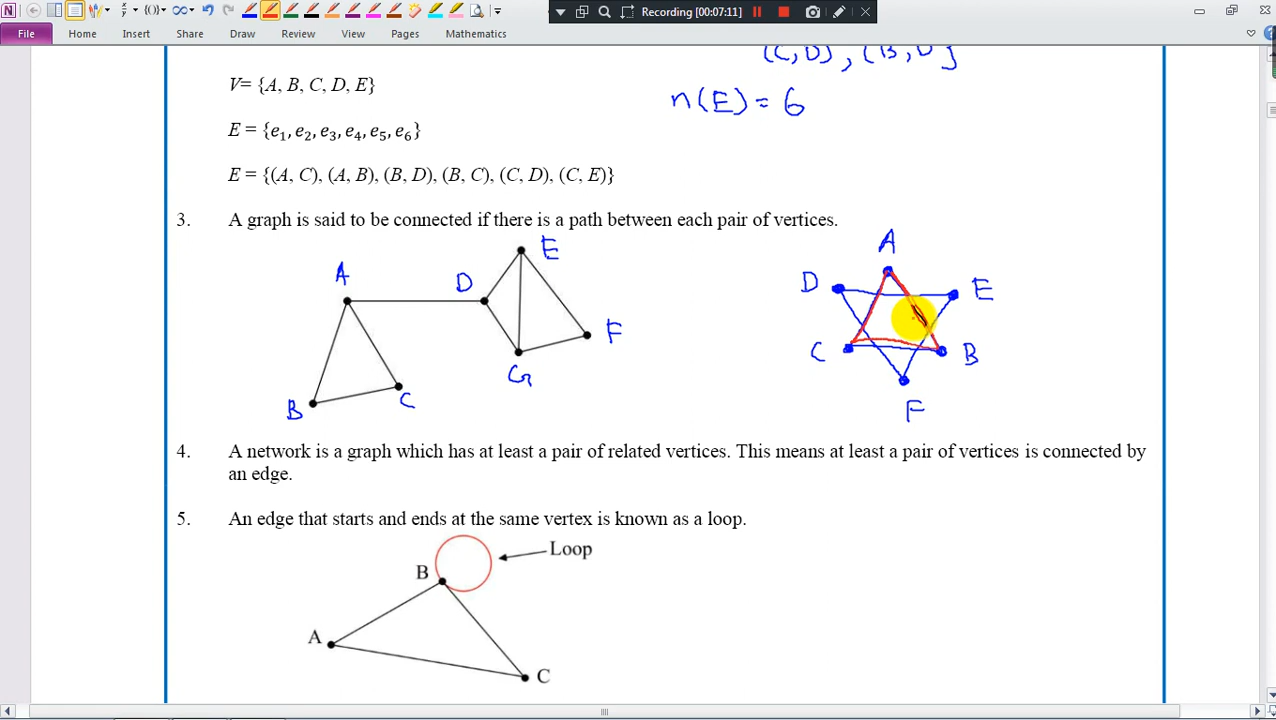 Recording [00:07:11]
File Home Insert Share Draw Review View Pages Mathematics
(C, D), (B, D]
V= {A, B, C, D, E}
n(E) = 6
E = {e₁, e₂, e₃, e₄, e₅, e₆}
E = {(A, C), (A, B), (B, D), (B, C), (C, D), (C, E)}
3. A graph is said to be connected if there is a path between each pair of vertices.
A D E
F
G
B C
A
D E
C B
F
4. A network is a graph which has at least a pair of related vertices. This means at least a pair of vertices is connected by
an edge.
5. An edge that starts and ends at the same vertex is known as a loop.
Loop
B
A
C